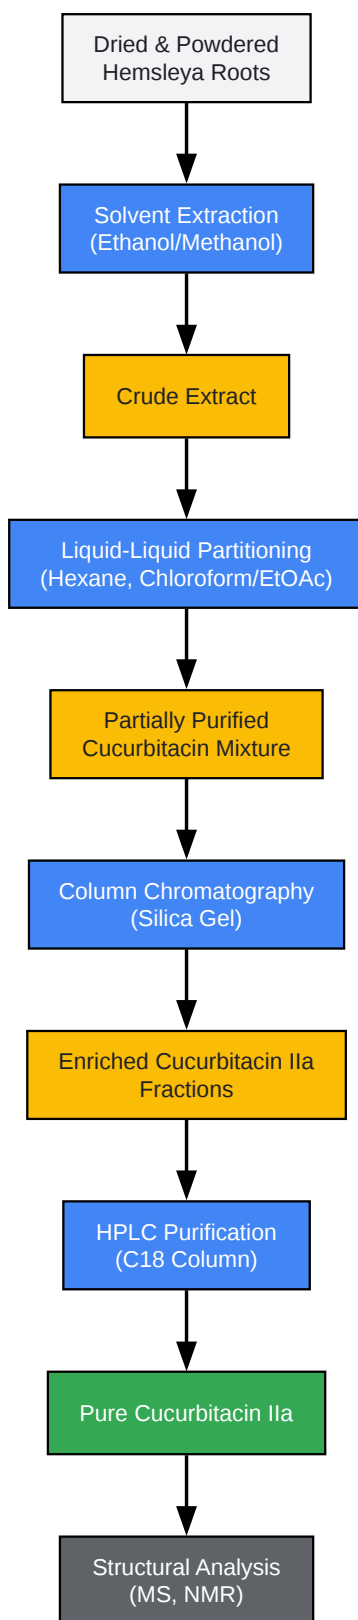 Dried & Powdered
Hemsleya Roots
Solvent Extraction
(Ethanol/Methanol)
Crude Extract
Liquid-Liquid Partitioning
(Hexane, Chloroform/EtOAc)
Partially Purified
Cucurbitacin Mixture
Column Chromatography
(Silica Gel)
Enriched Cucurbitacin IIa
Fractions
HPLC Purification
(C18 Column)
Pure Cucurbitacin IIa
Structural Analysis
(MS, NMR)